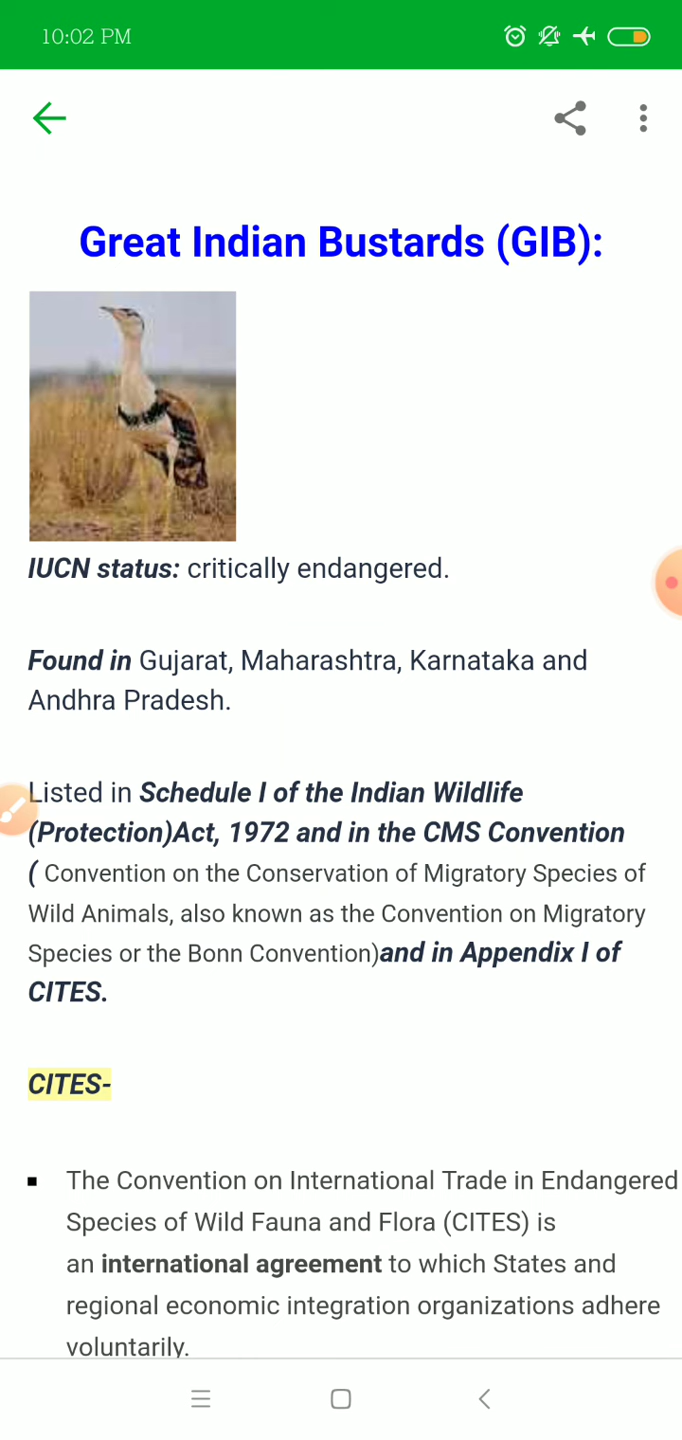 10:02 PM
Great Indian Bustards (GIB):
IUCN status: critically endangered.
Found in Gujarat, Maharashtra, Karnataka and
Andhra Pradesh.
Listed in Schedule I of the Indian Wildlife
(Protection)Act, 1972 and in the CMS Convention
( Convention on the Conservation of Migratory Species of
Wild Animals, also known as the Convention on Migratory
Species or the Bonn Convention)and in Appendix I of
CITES.
CITES-
▪ The Convention on International Trade in Endangered
Species of Wild Fauna and Flora (CITES) is
an international agreement to which States and
regional economic integration organizations adhere
voluntarily.